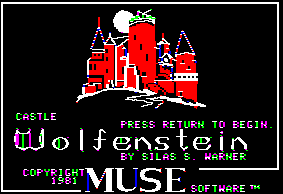 CASTLE
PRESS RETURN TO BEGIN.
Wolfenstein
BY SILAS S. WARNER
COPYRIGHT
1981
MUSE
SOFTWARE™